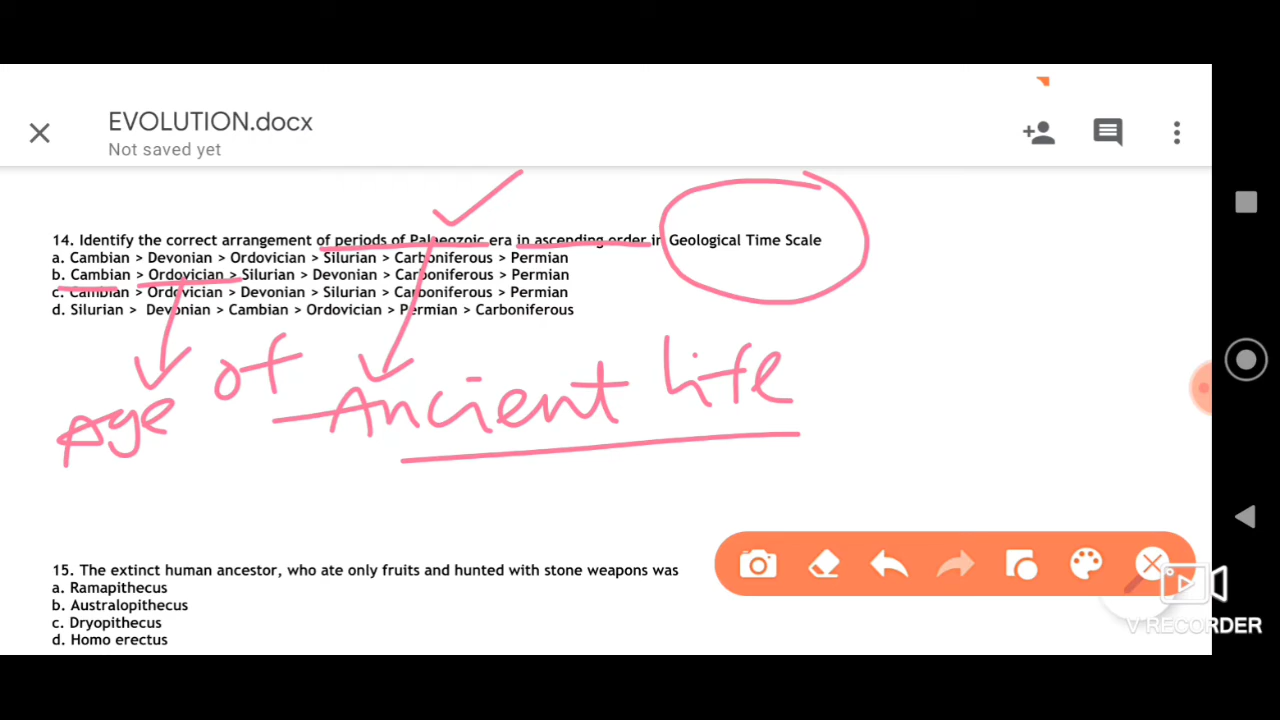 EVOLUTION.docx
Not saved yet
14. Identify the correct arrangement of periods of Palaeozoic era in ascending order in Geological Time Scale
a. Cambian > Devonian > Ordovician > Silurian > Carboniferous > Permian
b. Cambian > Ordovician > Silurian > Devonian > Carboniferous > Permian
c. Cambian > Ordovician > Devonian > Silurian > Carboniferous > Permian
d. Silurian > Devonian > Cambian > Ordovician > Permian > Carboniferous
Age of Ancient life
15. The extinct human ancestor, who ate only fruits and hunted with stone weapons was
a. Ramapithecus
b. Australopithecus
c. Dryopithecus
d. Homo erectus
V RECORDER